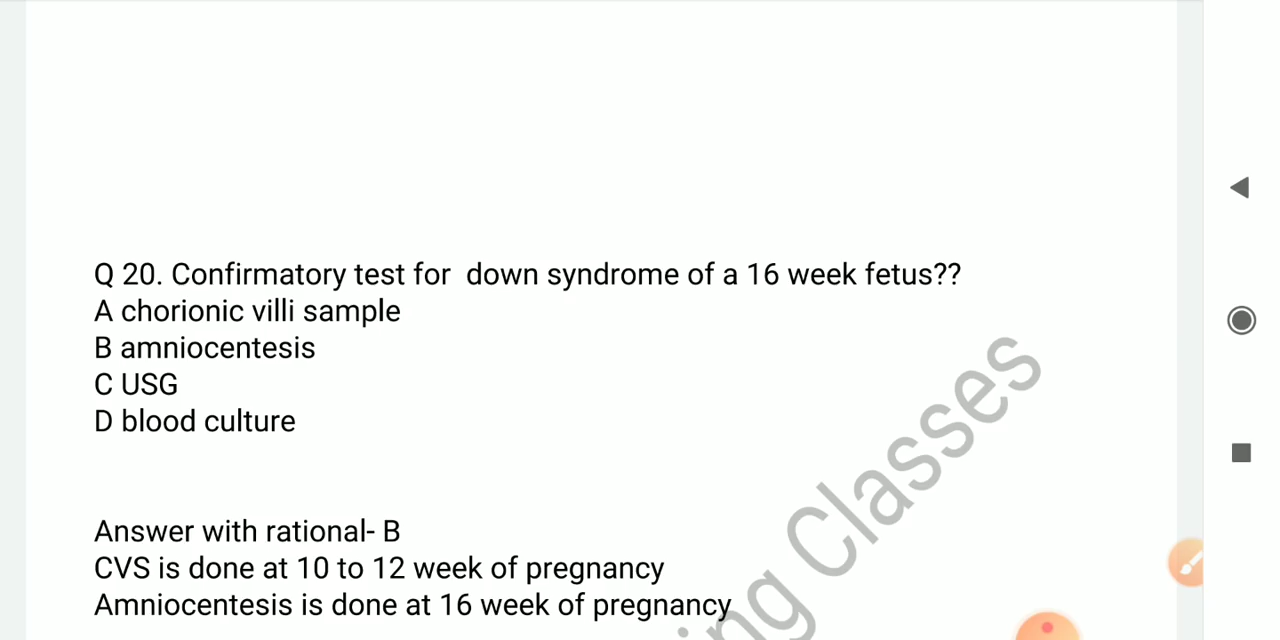 Q 20. Confirmatory test for  down syndrome of a 16 week fetus??
A chorionic villi sample
B amniocentesis
C USG
D blood culture
Answer with rational- B
CVS is done at 10 to 12 week of pregnancy
Amniocentesis is done at 16 week of pregnancy
Classes